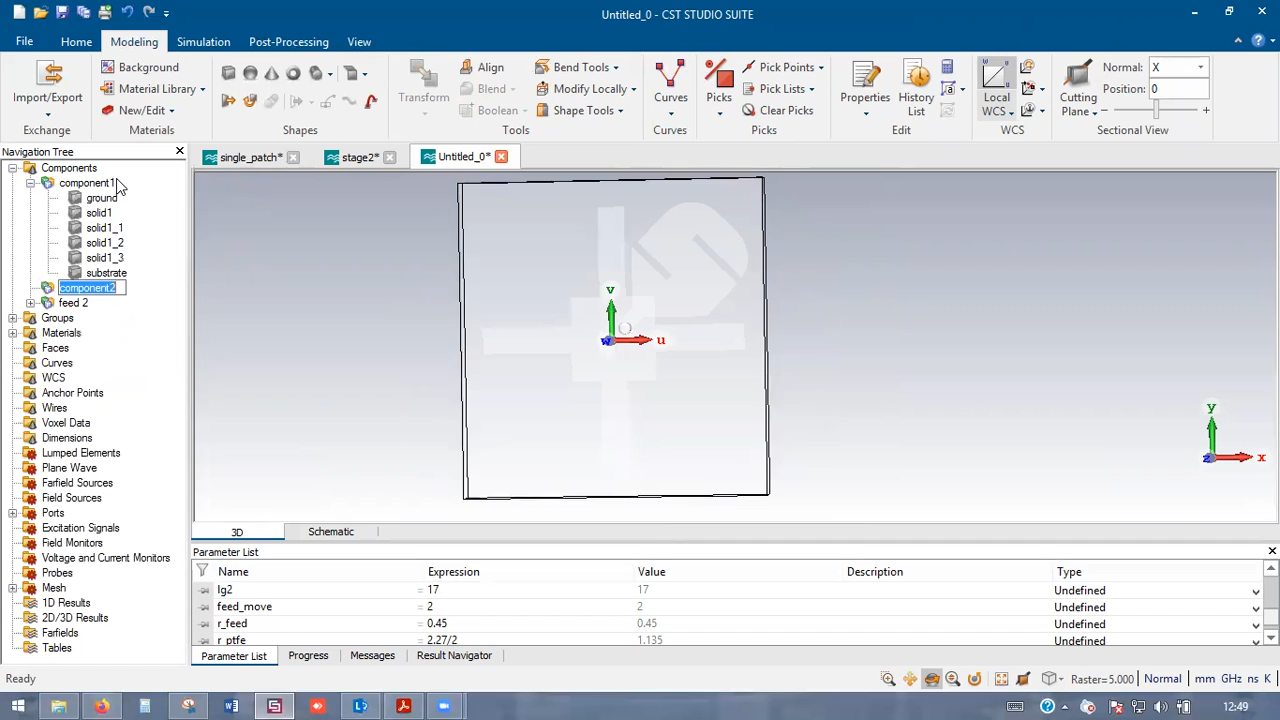 Untitled_0 - CST STUDIO SUITE
File Home Modeling Simulation Post-Processing View
Import/Export
Exchange
Background
Material Library
New/Edit
Materials
Shapes
Transform
Align
Blend
Boolean
Bend Tools
Modify Locally
Shape Tools
Tools
Curves
Curves
Picks
Pick Points
Pick Lists
Clear Picks
Picks
Properties
History List
Edit
Local WCS
WCS
Cutting Plane
Normal: X
Position: 0
Sectional View
Navigation Tree
single_patch*
stage2*
Untitled_0*
Components
component1
ground
solid1
solid1_1
solid1_2
solid1_3
substrate
component2
feed 2
Groups
Materials
Faces
Curves
WCS
Anchor Points
Wires
Voxel Data
Dimensions
Lumped Elements
Plane Wave
Farfield Sources
Field Sources
Ports
Excitation Signals
Field Monitors
Voltage and Current Monitors
Probes
Mesh
1D Results
2D/3D Results
Farfields
Tables
v
w
u
y
z
x
3D Schematic
Parameter List
Name Expression Value Description Type
lg2 = 17 17 Undefined
feed_move = 2 2 Undefined
r_feed = 0.45 0.45 Undefined
r_ptfe = 2.27/2 1.135 Undefined
Parameter List Progress Messages Result Navigator
Ready
Raster=5.000 Normal mm GHz ns K
12:49